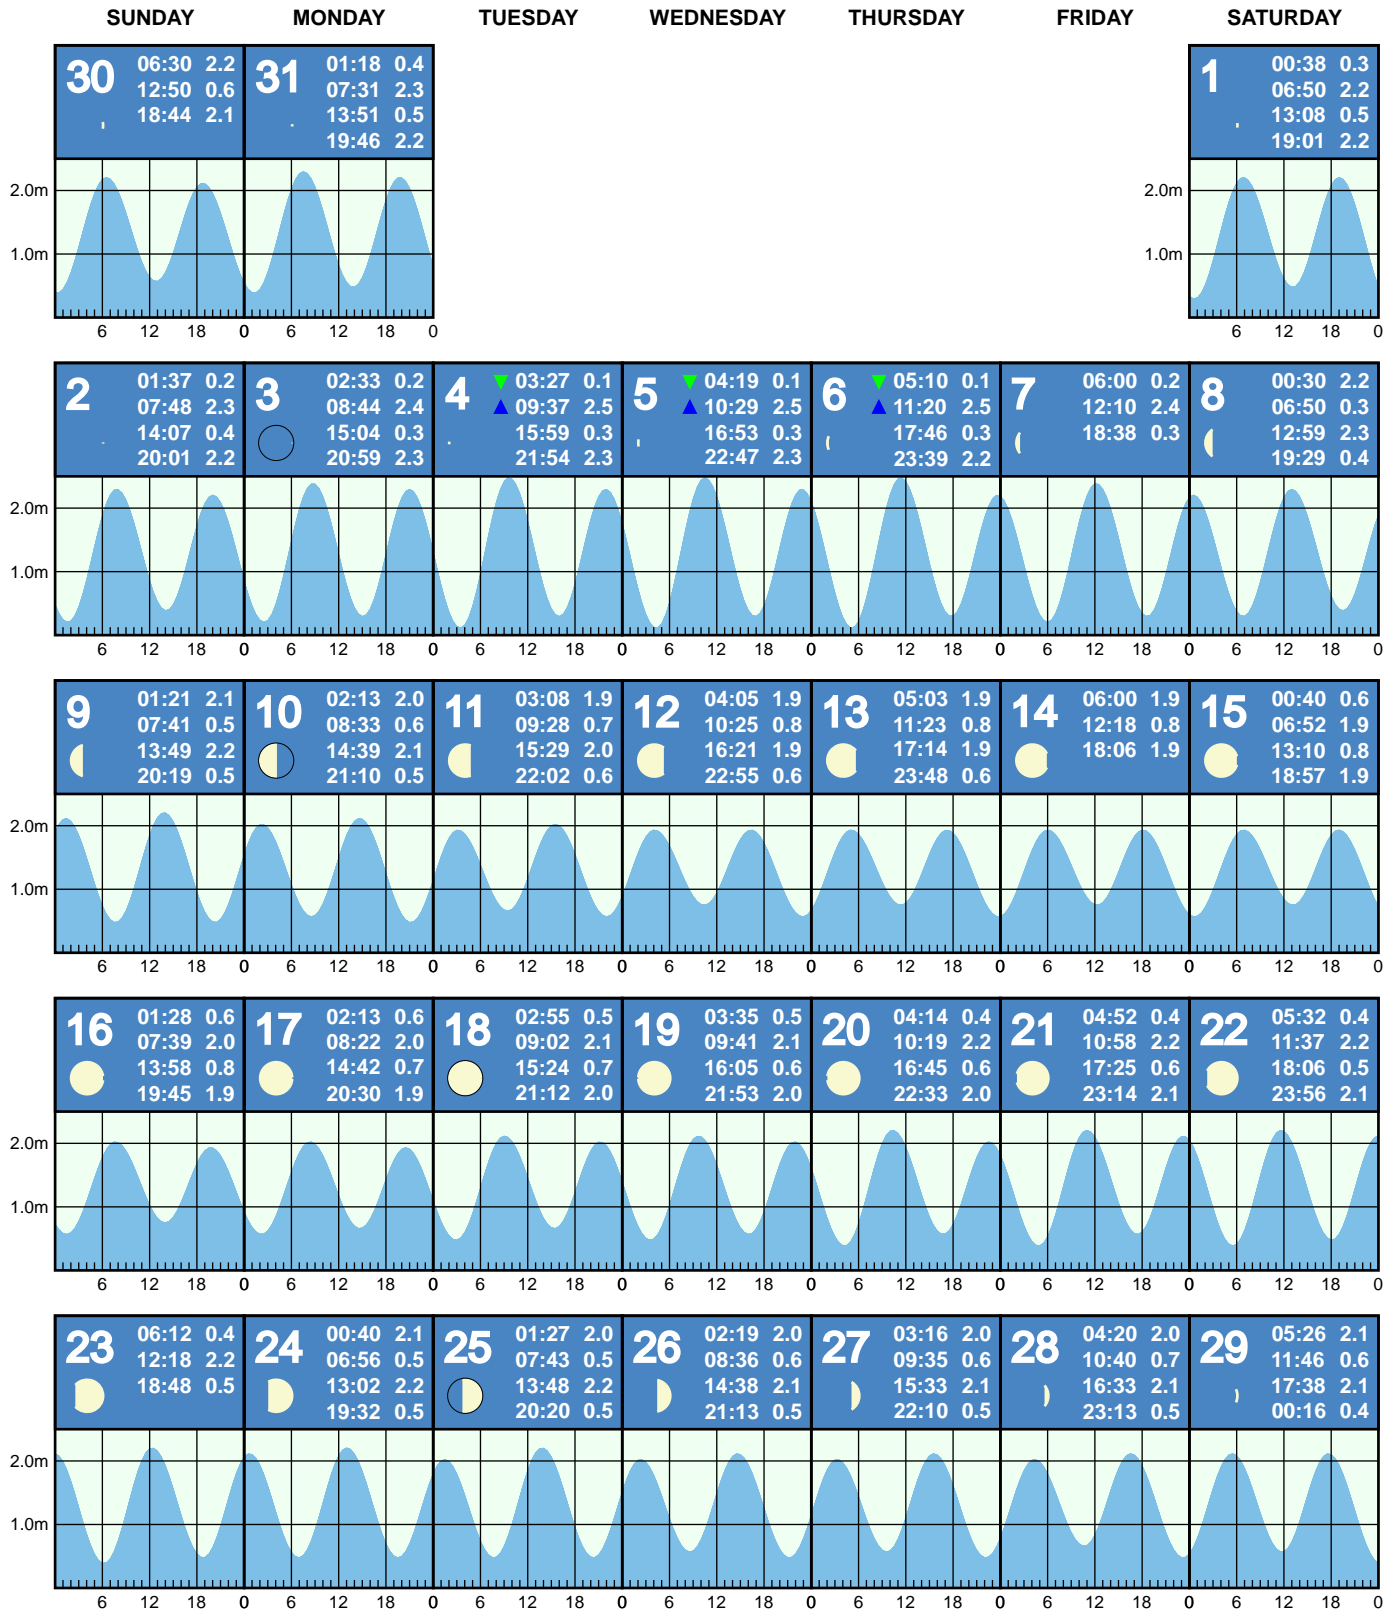 SUNDAY MONDAY TUESDAY WEDNESDAY THURSDAY FRIDAY SATURDAY
30 06:30 2.2 31 01:18 0.4 1 00:38 0.3
12:50 0.6 07:31 2.3 06:50 2.2
18:44 2.1 13:51 0.5 13:08 0.5
19:46 2.2 19:01 2.2
2.0m 2.0m
1.0m 1.0m
6 12 18 0 6 12 18 0 6 12 18 0
2 01:37 0.2 3 02:33 0.2 4 03:27 0.1 5 04:19 0.1 6 05:10 0.1 7 06:00 0.2 8 00:30 2.2
07:48 2.3 08:44 2.4 09:37 2.5 10:29 2.5 11:20 2.5 12:10 2.4 06:50 0.3
14:07 0.4 15:04 0.3 15:59 0.3 16:53 0.3 17:46 0.3 18:38 0.3 12:59 2.3
20:01 2.2 20:59 2.3 21:54 2.3 22:47 2.3 23:39 2.2 19:29 0.4
2.0m
1.0m
6 12 18 0 6 12 18 0 6 12 18 0 6 12 18 0 6 12 18 0 6 12 18 0 6 12 18 0
9 01:21 2.1 10 02:13 2.0 11 03:08 1.9 12 04:05 1.9 13 05:03 1.9 14 06:00 1.9 15 00:40 0.6
07:41 0.5 08:33 0.6 09:28 0.7 10:25 0.8 11:23 0.8 12:18 0.8 06:52 1.9
13:49 2.2 14:39 2.1 15:29 2.0 16:21 1.9 17:14 1.9 18:06 1.9 13:10 0.8
20:19 0.5 21:10 0.5 22:02 0.6 22:55 0.6 23:48 0.6 18:57 1.9
2.0m
1.0m
6 12 18 0 6 12 18 0 6 12 18 0 6 12 18 0 6 12 18 0 6 12 18 0 6 12 18 0
16 01:28 0.6 17 02:13 0.6 18 02:55 0.5 19 03:35 0.5 20 04:14 0.4 21 04:52 0.4 22 05:32 0.4
07:39 2.0 08:22 2.0 09:02 2.1 09:41 2.1 10:19 2.2 10:58 2.2 11:37 2.2
13:58 0.8 14:42 0.7 15:24 0.7 16:05 0.6 16:45 0.6 17:25 0.6 18:06 0.5
19:45 1.9 20:30 1.9 21:12 2.0 21:53 2.0 22:33 2.0 23:14 2.1 23:56 2.1
2.0m
1.0m
6 12 18 0 6 12 18 0 6 12 18 0 6 12 18 0 6 12 18 0 6 12 18 0 6 12 18 0
23 06:12 0.4 24 00:40 2.1 25 01:27 2.0 26 02:19 2.0 27 03:16 2.0 28 04:20 2.0 29 05:26 2.1
12:18 2.2 06:56 0.5 07:43 0.5 08:36 0.6 09:35 0.6 10:40 0.7 11:46 0.6
18:48 0.5 13:02 2.2 13:48 2.2 14:38 2.1 15:33 2.1 16:33 2.1 17:38 2.1
19:32 0.5 20:20 0.5 21:13 0.5 22:10 0.5 23:13 0.5 00:16 0.4
2.0m
1.0m
6 12 18 0 6 12 18 0 6 12 18 0 6 12 18 0 6 12 18 0 6 12 18 0 6 12 18 0